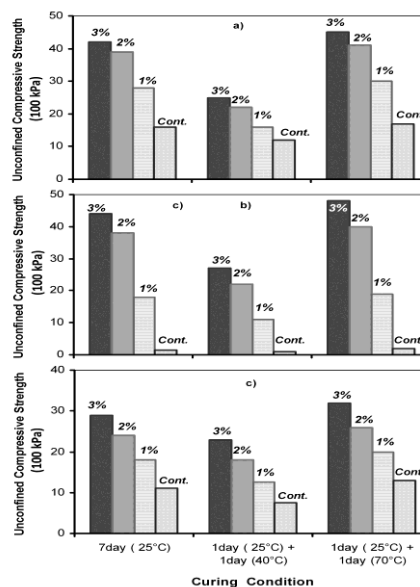 a)
Unconfined Compressive Strength
(100 kPa)
50
40
30
20
10
0
3%
2%
1%
Cont.
3%
2%
1%
Cont.
3%
2%
1%
Cont.
c)
b)
Unconfined Compressive Strength
(100 kPa)
40
30
20
10
0
3%
2%
1%
Cont.
3%
2%
1%
Cont.
3%
2%
1%
Cont.
c)
Unconfined Compressive Strength
(100 kPa)
40
30
20
10
0
3%
2%
1%
Cont.
3%
2%
1%
Cont.
3%
2%
1%
Cont.
7day ( 25°C)
1day ( 25°C) +
1day (40°C)
1day ( 25°C) +
1day (70°C)
Curing Condition